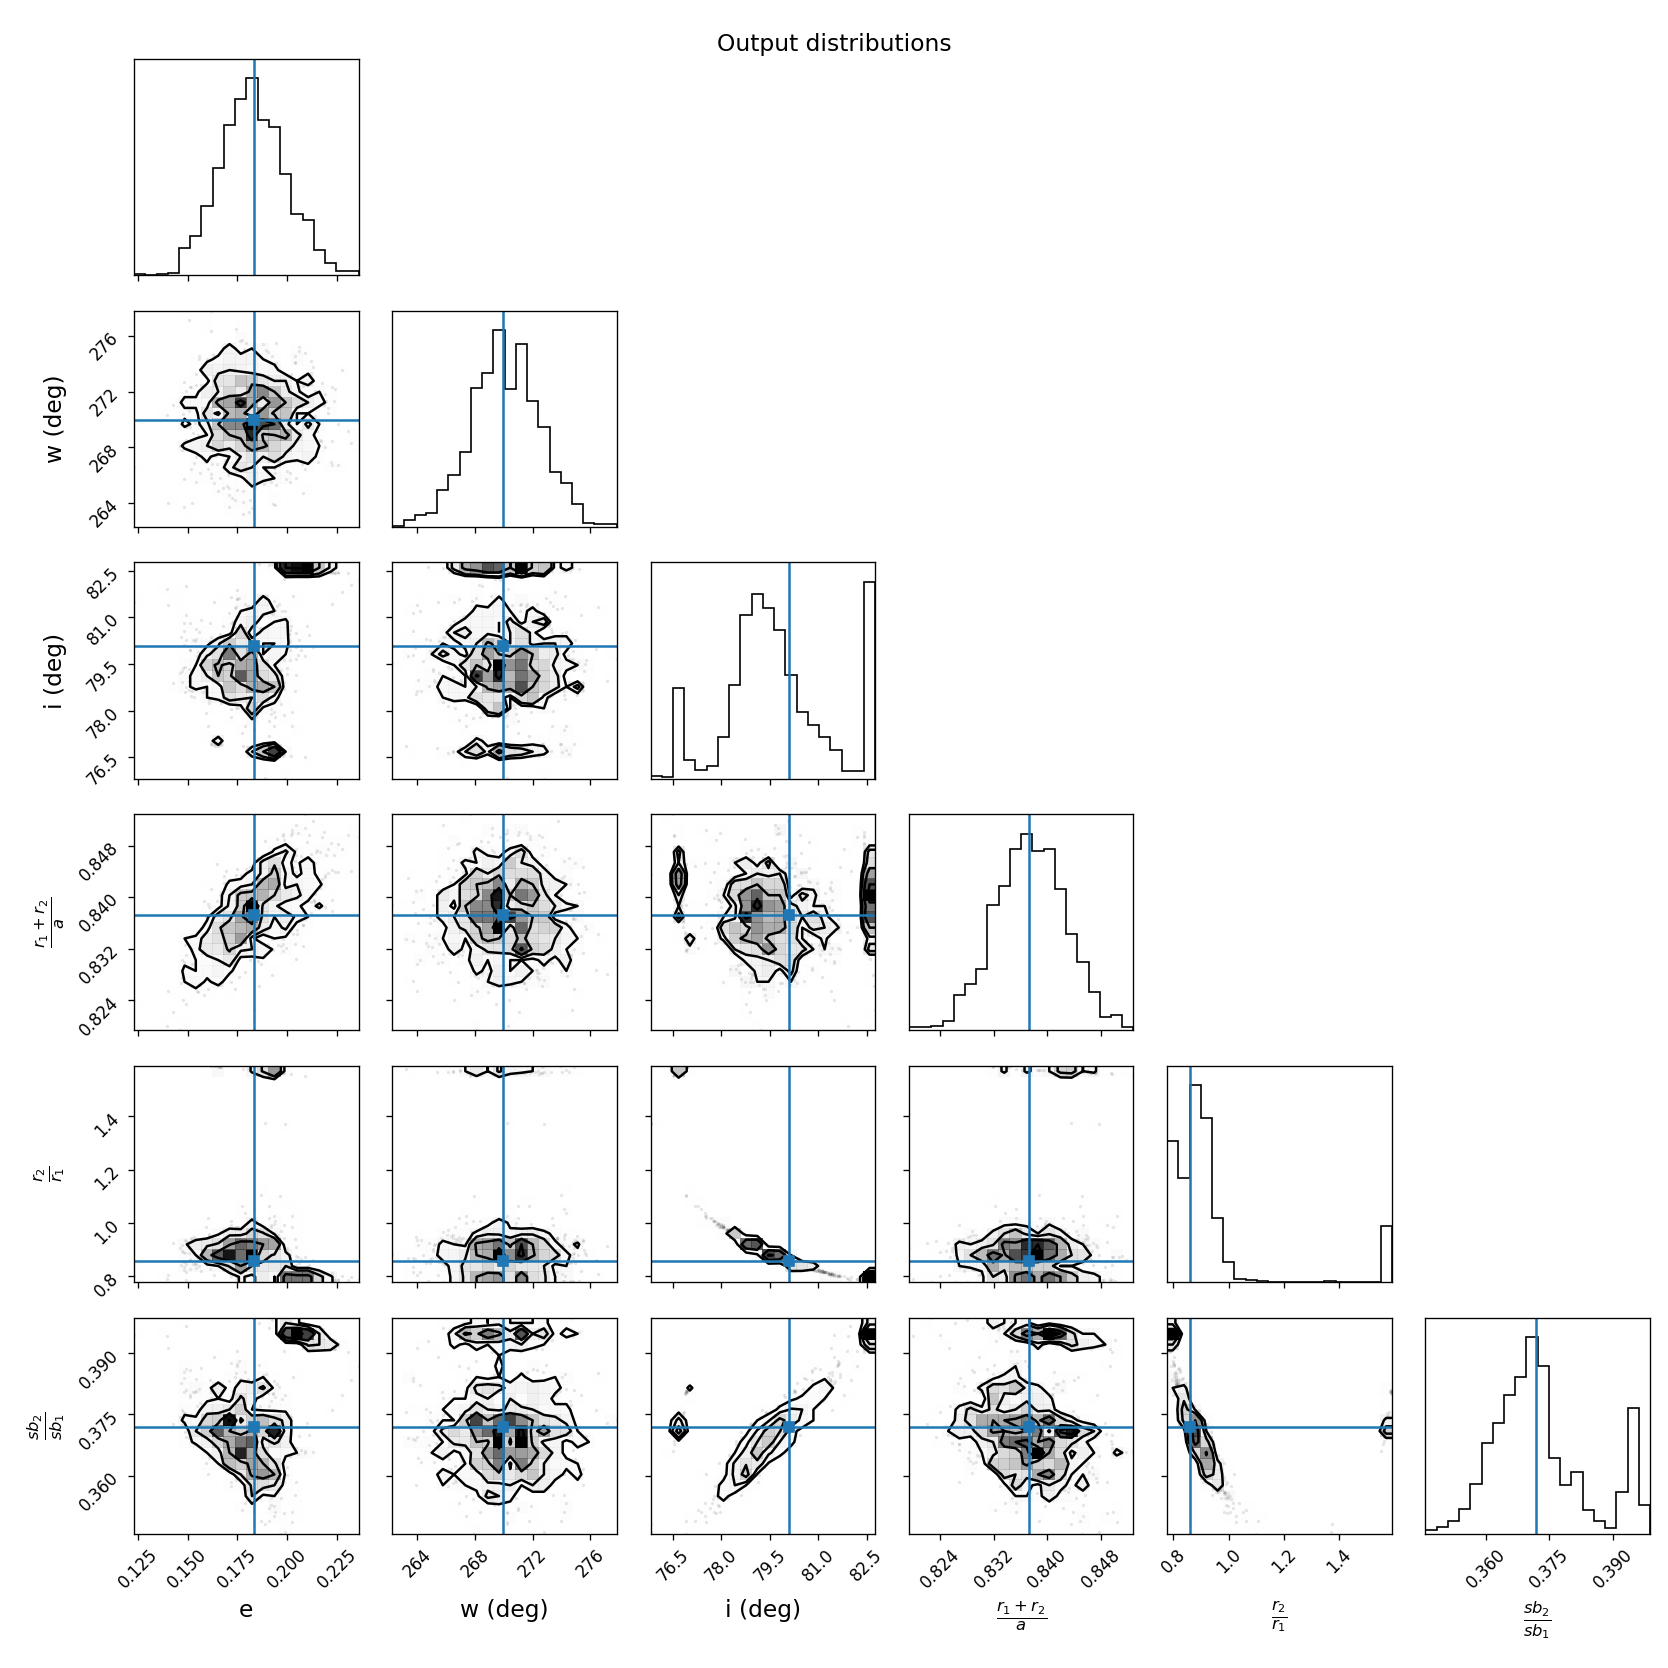 Output distributions
w (deg)
276
272
268
264
i (deg)
82.5
81.0
79.5
78.0
76.5
r1 + r2
a
0.848
0.840
0.832
0.824
r2
r1
1.4
1.2
1.0
0.8
sb2
sb1
0.390
0.375
0.360
0.125 0.150 0.175 0.200 0.225 264 268 272 276 76.5 78.0 79.5 81.0 82.5 0.824 0.832 0.840 0.848 0.8 1.0 1.2 1.4 0.360 0.375 0.390
e w (deg) i (deg) r1 + r2 r2 sb2
a r1 sb1